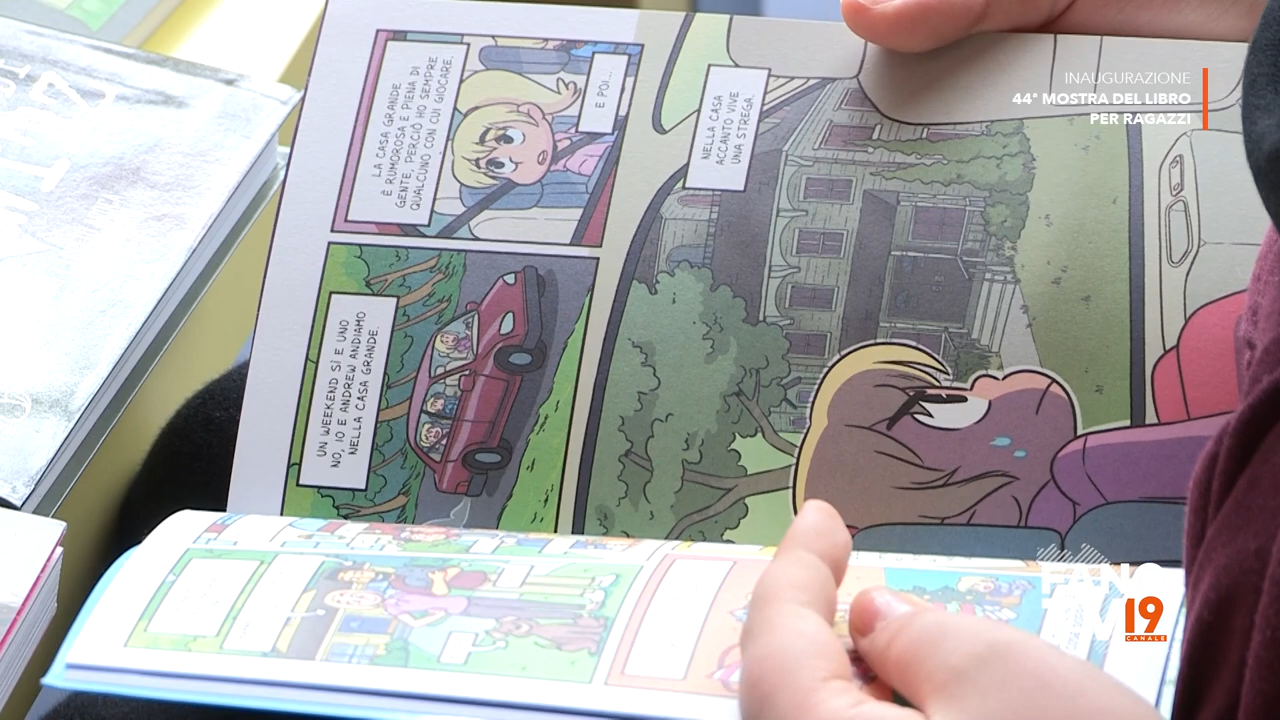 INAUGURAZIONE
44ª MOSTRA DEL LIBRO
PER RAGAZZI
UN WEEKEND SÌ E UNO
NO, IO E ANDREW ANDIAMO
NELLA CASA GRANDE.
LA CASA GRANDE
È RUMOROSA E PIENA DI
GENTE, PERCIÒ HO SEMPRE
QUALCUNO CON CUI GIOCARE.
E POI...
NELLA CASA
ACCANTO VIVE
UNA STREGA.
FANO
19
CANALE